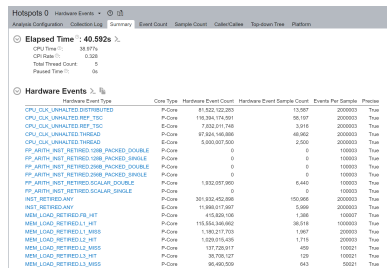 Hotspots 0 Hardware Events
Analysis Configuration Collection Log Summary Event Count Sample Count Caller/Callee Top-down Tree Platform
Elapsed Time: 40.592s
CPU Time: 38.977s
CPI Rate: 0.328
Total Thread Count: 5
Paused Time: 0s
Hardware Events
Hardware Event Type Core Type Hardware Event Count Hardware Event Sample Count Events Per Sample Precise
CPU_CLK_UNHALTED.DISTRIBUTED P-Core 81,522,122,283 13,587 2000003 True
CPU_CLK_UNHALTED.REF_TSC P-Core 116,394,174,591 58,197 2000003 True
CPU_CLK_UNHALTED.REF_TSC E-Core 7,832,011,748 3,916 2000003 True
CPU_CLK_UNHALTED.THREAD P-Core 97,924,146,886 48,962 2000003 True
CPU_CLK_UNHALTED.THREAD E-Core 5,000,007,500 2,500 2000003 True
FP_ARITH_INST_RETIRED.128B_PACKED_DOUBLE P-Core 0 0 100003 True
FP_ARITH_INST_RETIRED.128B_PACKED_SINGLE P-Core 0 0 100003 True
FP_ARITH_INST_RETIRED.256B_PACKED_DOUBLE P-Core 0 0 100003 True
FP_ARITH_INST_RETIRED.256B_PACKED_SINGLE P-Core 0 0 100003 True
FP_ARITH_INST_RETIRED.SCALAR_DOUBLE P-Core 1,932,057,960 6,440 100003 True
FP_ARITH_INST_RETIRED.SCALAR_SINGLE P-Core 0 0 100003 True
INST_RETIRED.ANY P-Core 301,932,452,898 150,966 2000003 True
INST_RETIRED.ANY E-Core 11,998,017,997 5,999 2000003 True
MEM_LOAD_RETIRED.FB_HIT P-Core 415,829,106 1,386 100007 True
MEM_LOAD_RETIRED.L1_HIT P-Core 115,554,346,662 38,518 1000003 True
MEM_LOAD_RETIRED.L1_MISS P-Core 1,180,217,703 1,967 200003 True
MEM_LOAD_RETIRED.L2_HIT P-Core 1,029,015,435 1,715 200003 True
MEM_LOAD_RETIRED.L2_MISS P-Core 137,728,917 459 100021 True
MEM_LOAD_RETIRED.L3_HIT P-Core 38,708,127 129 100021 True
MEM_LOAD_RETIRED.L3_MISS P-Core 96,490,509 643 50021 True